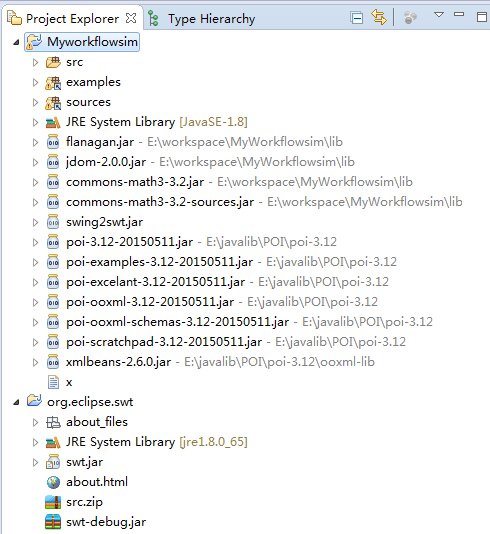 Project Explorer Type Hierarchy
Myworkflowsim
src
examples
sources
JRE System Library [JavaSE-1.8]
flanagan.jar - E:\workspace\MyWorkflowsim\lib
jdom-2.0.0.jar - E:\workspace\MyWorkflowsim\lib
commons-math3-3.2.jar - E:\workspace\MyWorkflowsim\lib
commons-math3-3.2-sources.jar - E:\workspace\MyWorkflowsim\lib
swing2swt.jar
poi-3.12-20150511.jar - E:\javalib\POI\poi-3.12
poi-examples-3.12-20150511.jar - E:\javalib\POI\poi-3.12
poi-excelant-3.12-20150511.jar - E:\javalib\POI\poi-3.12
poi-ooxml-3.12-20150511.jar - E:\javalib\POI\poi-3.12
poi-ooxml-schemas-3.12-20150511.jar - E:\javalib\POI\poi-3.12
poi-scratchpad-3.12-20150511.jar - E:\javalib\POI\poi-3.12
xmlbeans-2.6.0.jar - E:\javalib\POI\poi-3.12\ooxml-lib
x
org.eclipse.swt
about_files
JRE System Library [jre1.8.0_65]
swt.jar
about.html
src.zip
swt-debug.jar